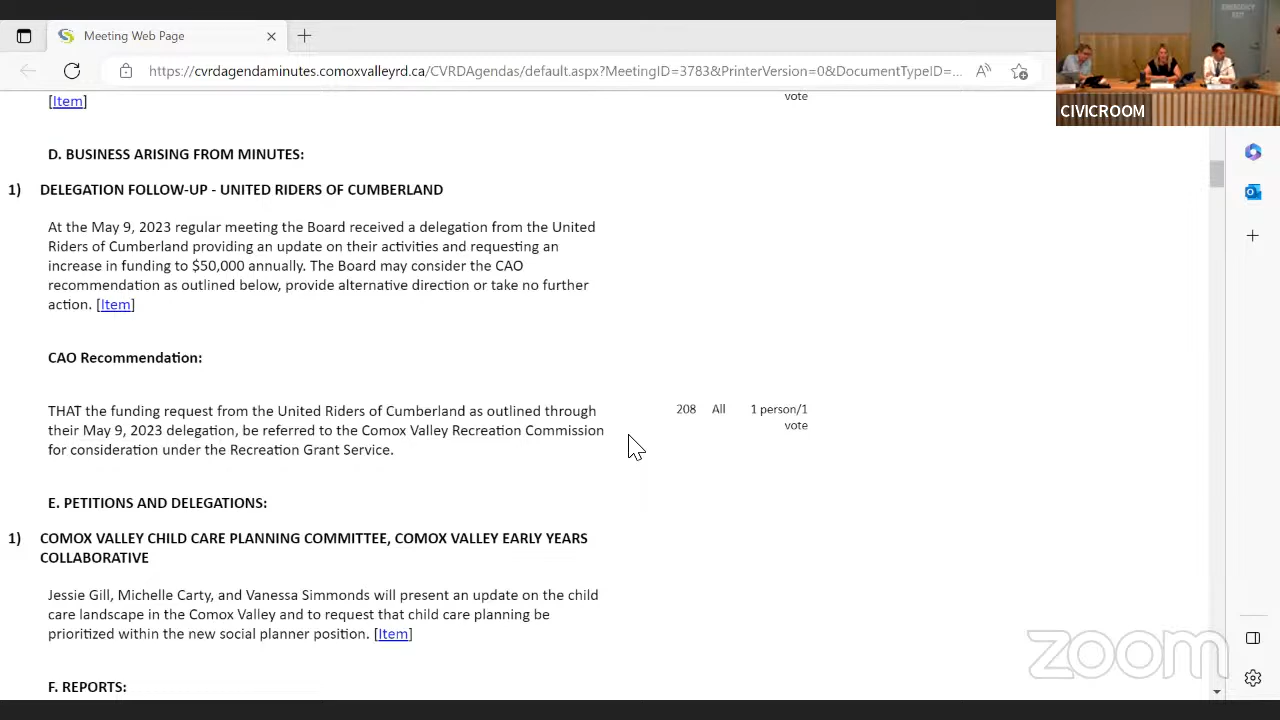 Meeting Web Page
https://cvrdagendaminutes.comoxvalleyrd.ca/CVRDAgendas/default.aspx?MeetingID=3783&PrinterVersion=0&DocumentTypeID=...
EMERGENCY EXIT
CIVICROOM
[Item]
vote
D. BUSINESS ARISING FROM MINUTES:
1) DELEGATION FOLLOW-UP - UNITED RIDERS OF CUMBERLAND
At the May 9, 2023 regular meeting the Board received a delegation from the United
Riders of Cumberland providing an update on their activities and requesting an
increase in funding to $50,000 annually. The Board may consider the CAO
recommendation as outlined below, provide alternative direction or take no further
action. [Item]
CAO Recommendation:
THAT the funding request from the United Riders of Cumberland as outlined through
their May 9, 2023 delegation, be referred to the Comox Valley Recreation Commission
for consideration under the Recreation Grant Service.
208 All 1 person/1
vote
E. PETITIONS AND DELEGATIONS:
1) COMOX VALLEY CHILD CARE PLANNING COMMITTEE, COMOX VALLEY EARLY YEARS
COLLABORATIVE
Jessie Gill, Michelle Carty, and Vanessa Simmonds will present an update on the child
care landscape in the Comox Valley and to request that child care planning be
prioritized within the new social planner position. [Item]
F. REPORTS:
zoom